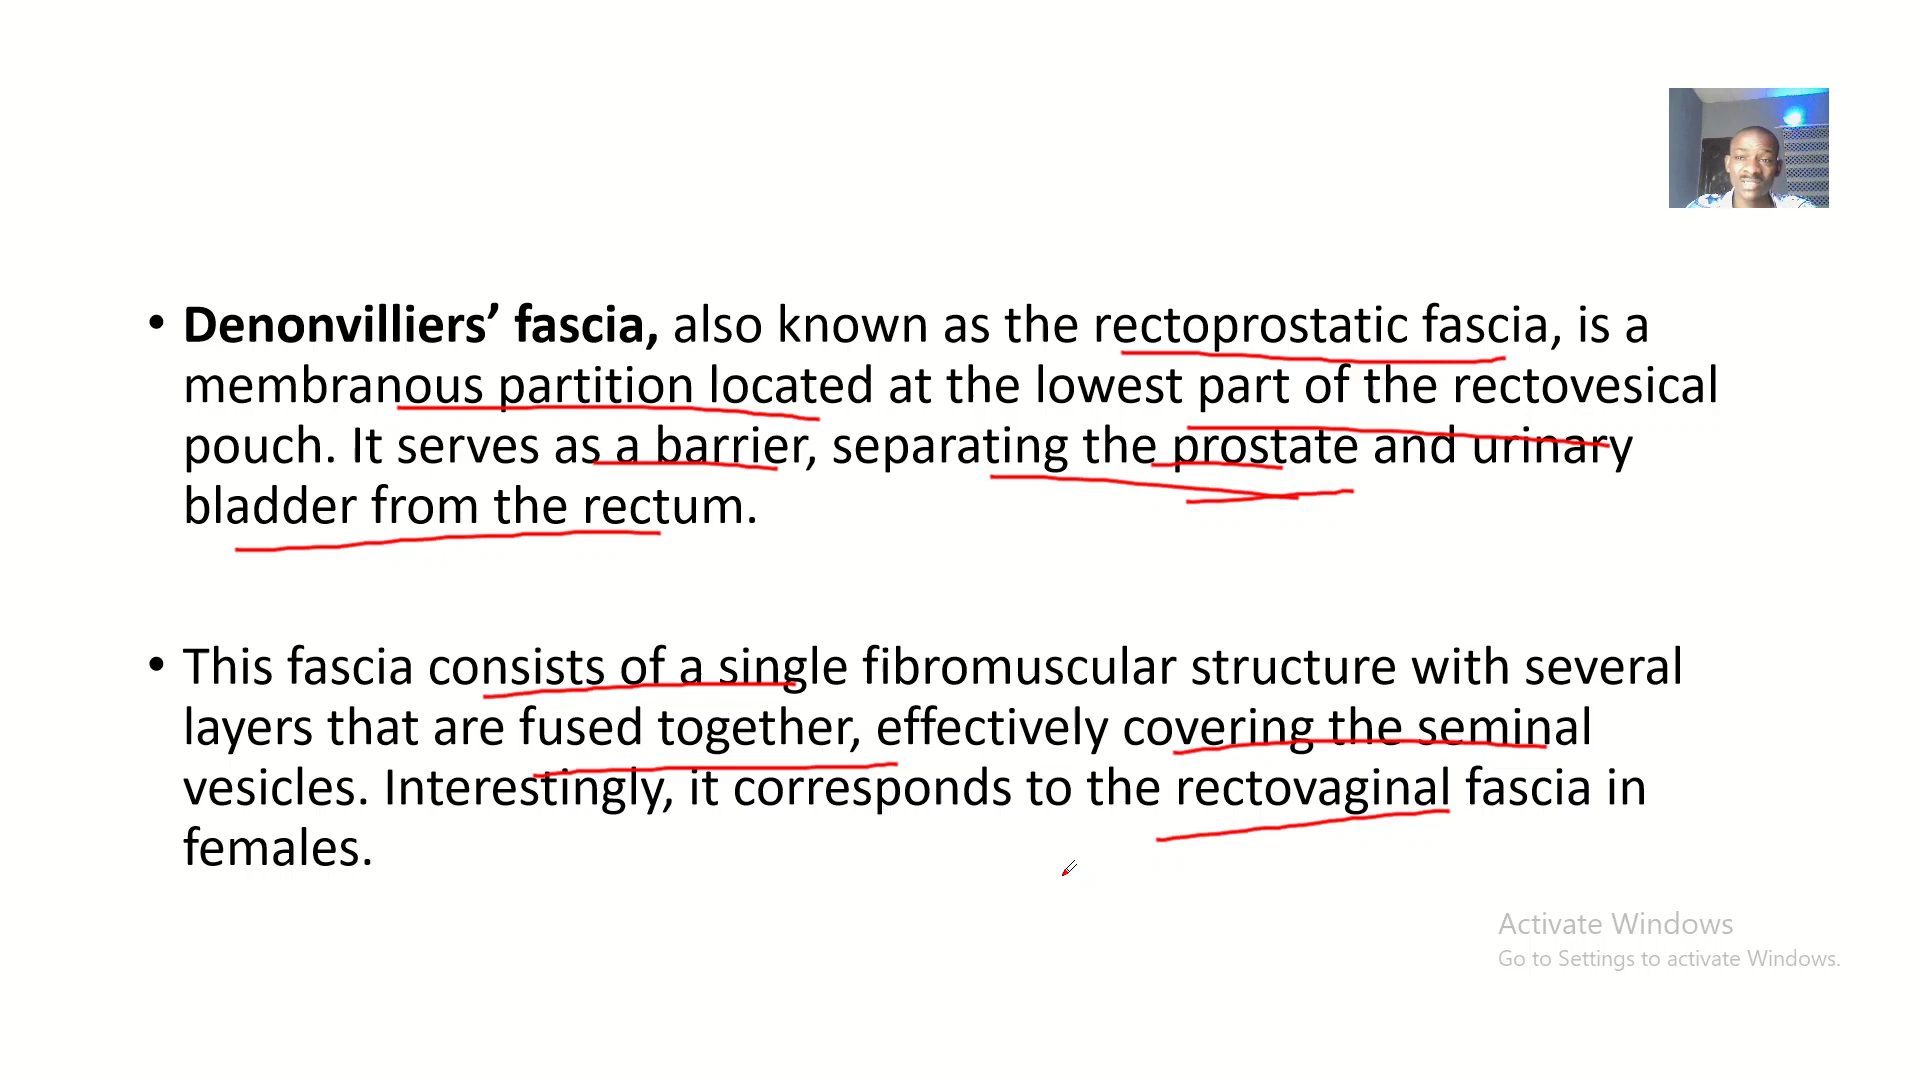 • Denonvilliers’ fascia, also known as the rectoprostatic fascia, is a
membranous partition located at the lowest part of the rectovesical
pouch. It serves as a barrier, separating the prostate and urinary
bladder from the rectum.
• This fascia consists of a single fibromuscular structure with several
layers that are fused together, effectively covering the seminal
vesicles. Interestingly, it corresponds to the rectovaginal fascia in
females.
Activate Windows
Go to Settings to activate Windows.